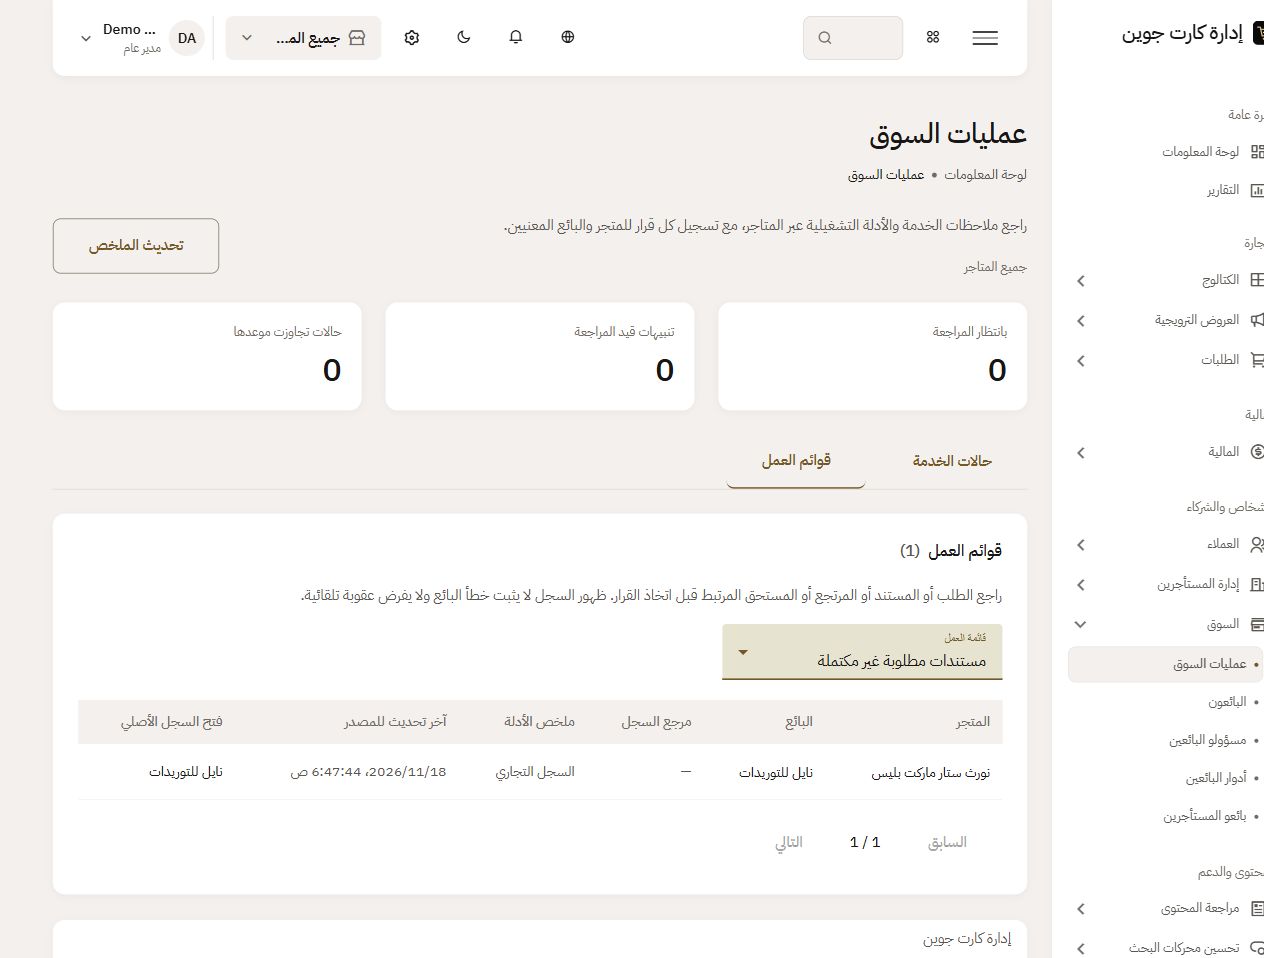 إدارة كارت جوين
لوحة المعلومات
التقارير
الكتالوج
العروض الترويجية
الطلبات
المالية
العملاء
إدارة المستأجرين
السوق
عمليات السوق
البائعون
مسؤولو البائعين
أدوار البائعين
بائعو المستأجرين
مراجعة المحتوى
تحسين محركات البحث
جميع المـ...
DA
Demo ...
مدير عام
عمليات السوق
لوحة المعلومات • عمليات السوق
راجع ملاحظات الخدمة والأدلة التشغيلية عبر المتاجر، مع تسجيل كل قرار للمتجر والبائع المعنيين.
جميع المتاجر
تحديث الملخص
بانتظار المراجعة
0
تنبيهات قيد المراجعة
0
حالات تجاوزت موعدها
0
حالات الخدمة
قوائم العمل
قوائم العمل (1)
راجع الطلب أو المستند أو المرتجع أو المستحق المرتبط قبل اتخاذ القرار. ظهور السجل لا يثبت خطأ البائع ولا يفرض عقوبة تلقائية.
قائمة العمل
مستندات مطلوبة غير مكتملة
المتجر البائع مرجع السجل ملخص الأدلة آخر تحديث للمصدر فتح السجل الأصلي
نورث ستار ماركت بليس نايل للتوريدات — السجل التجاري 2026/11/18، 6:47:44 ص نايل للتوريدات
السابق 1 / 1 التالي
إدارة كارت جوين